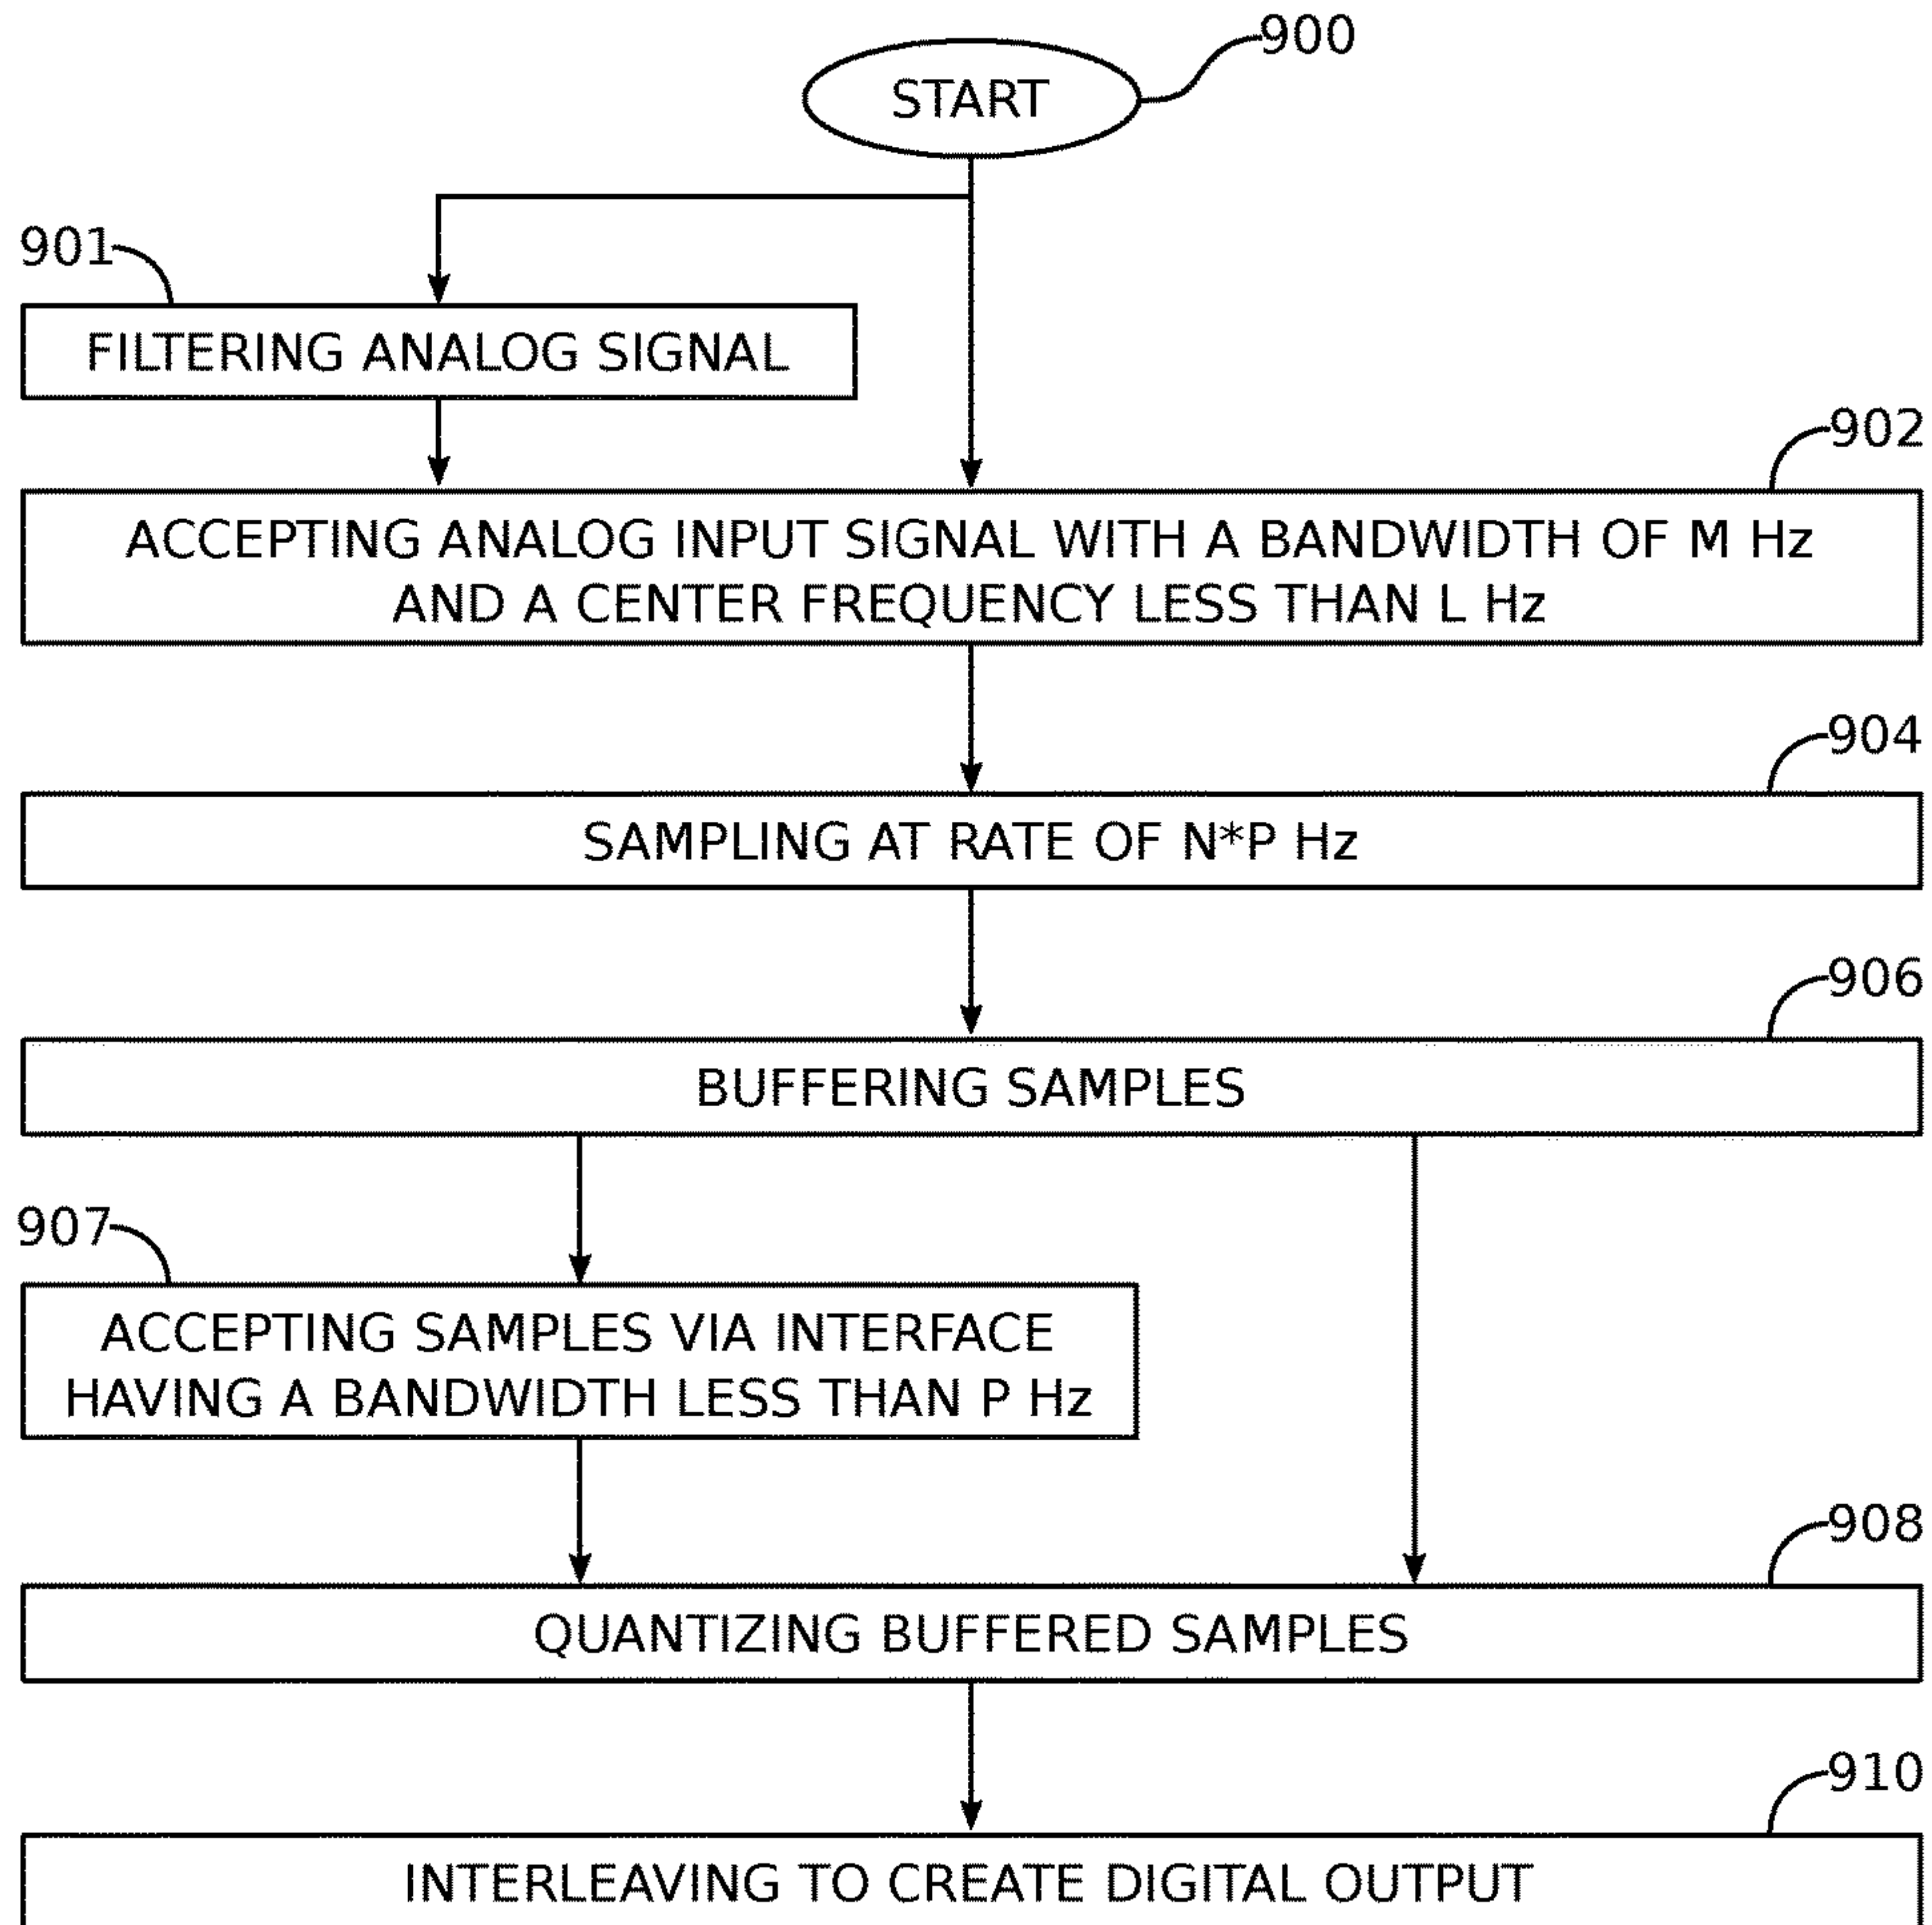 900
START
901
FILTERING ANALOG SIGNAL
902
ACCEPTING ANALOG INPUT SIGNAL WITH A BANDWIDTH OF M Hz
AND A CENTER FREQUENCY LESS THAN L Hz
904
SAMPLING AT RATE OF N*P Hz
906
BUFFERING SAMPLES
907
ACCEPTING SAMPLES VIA INTERFACE
HAVING A BANDWIDTH LESS THAN P Hz
908
QUANTIZING BUFFERED SAMPLES
910
INTERLEAVING TO CREATE DIGITAL OUTPUT